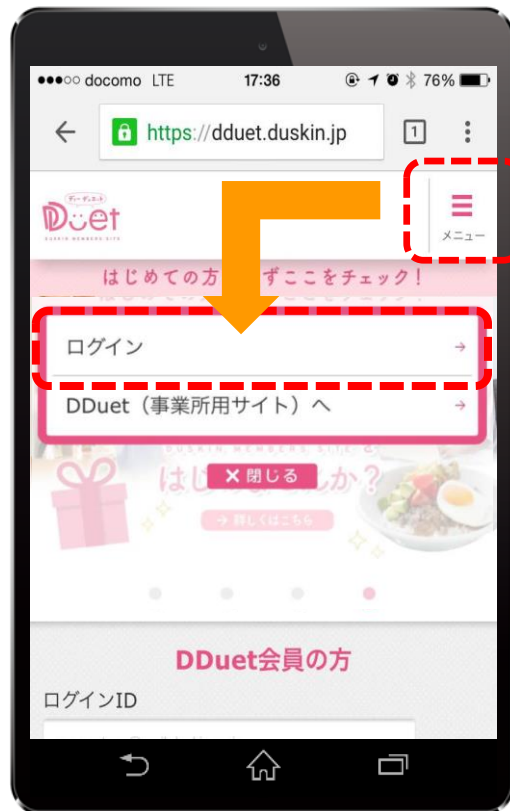 ●●●○○ docomo LTE 17:36 76%
https://dduet.duskin.jp 1
ディーデュエット
DDuet
DUSKIN MEMBERS SITE
メニュー
はじめての方 ずここをチェック!
ログイン →
DDuet(事業所用サイト)へ →
DUSKIN MEMBERS SITE で
はじ んか?
×閉じる
→ 詳しくはこちら
DDuet会員の方
ログインID